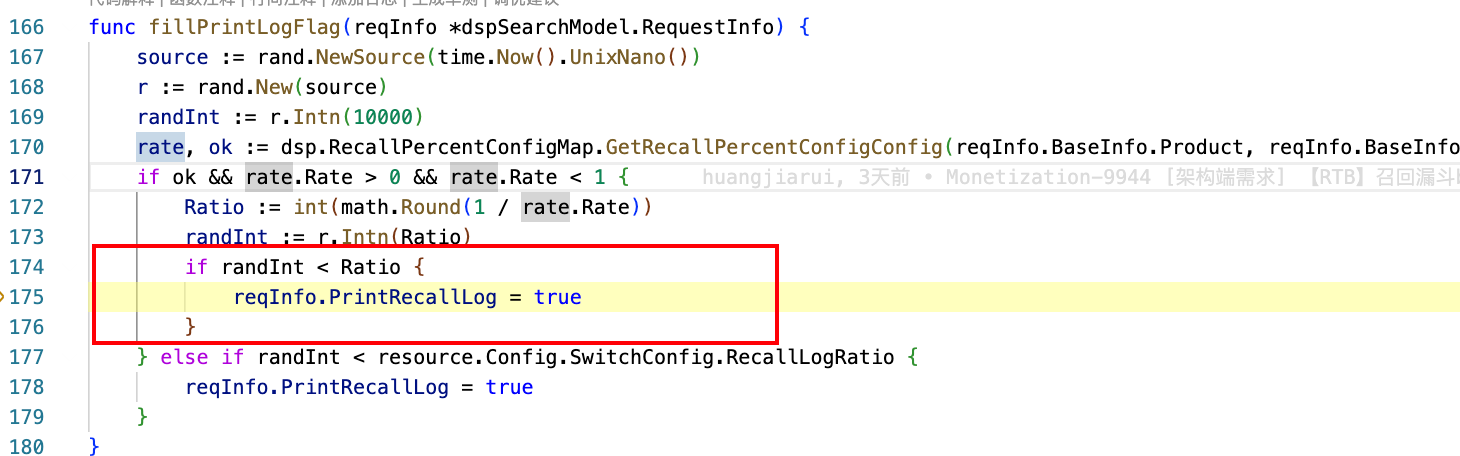 代码解释 | 函数注释 | 行间注释 | 添加日志 | 生成单测 | 调优建议
166 func fillPrintLogFlag(reqInfo *dspSearchModel.RequestInfo) {
167 source := rand.NewSource(time.Now().UnixNano())
168 r := rand.New(source)
169 randInt := r.Intn(10000)
170 rate, ok := dsp.RecallPercentConfigMap.GetRecallPercentConfigConfig(reqInfo.BaseInfo.Product, reqInfo.BaseInfo
171 if ok && rate.Rate > 0 && rate.Rate < 1 { huangjiarui, 3天前 • Monetization-9944 [架构端需求] 【RTB】召回漏斗
172 Ratio := int(math.Round(1 / rate.Rate))
173 randInt := r.Intn(Ratio)
174 if randInt < Ratio {
175 reqInfo.PrintRecallLog = true
176 }
177 } else if randInt < resource.Config.SwitchConfig.RecallLogRatio {
178 reqInfo.PrintRecallLog = true
179 }
180 }